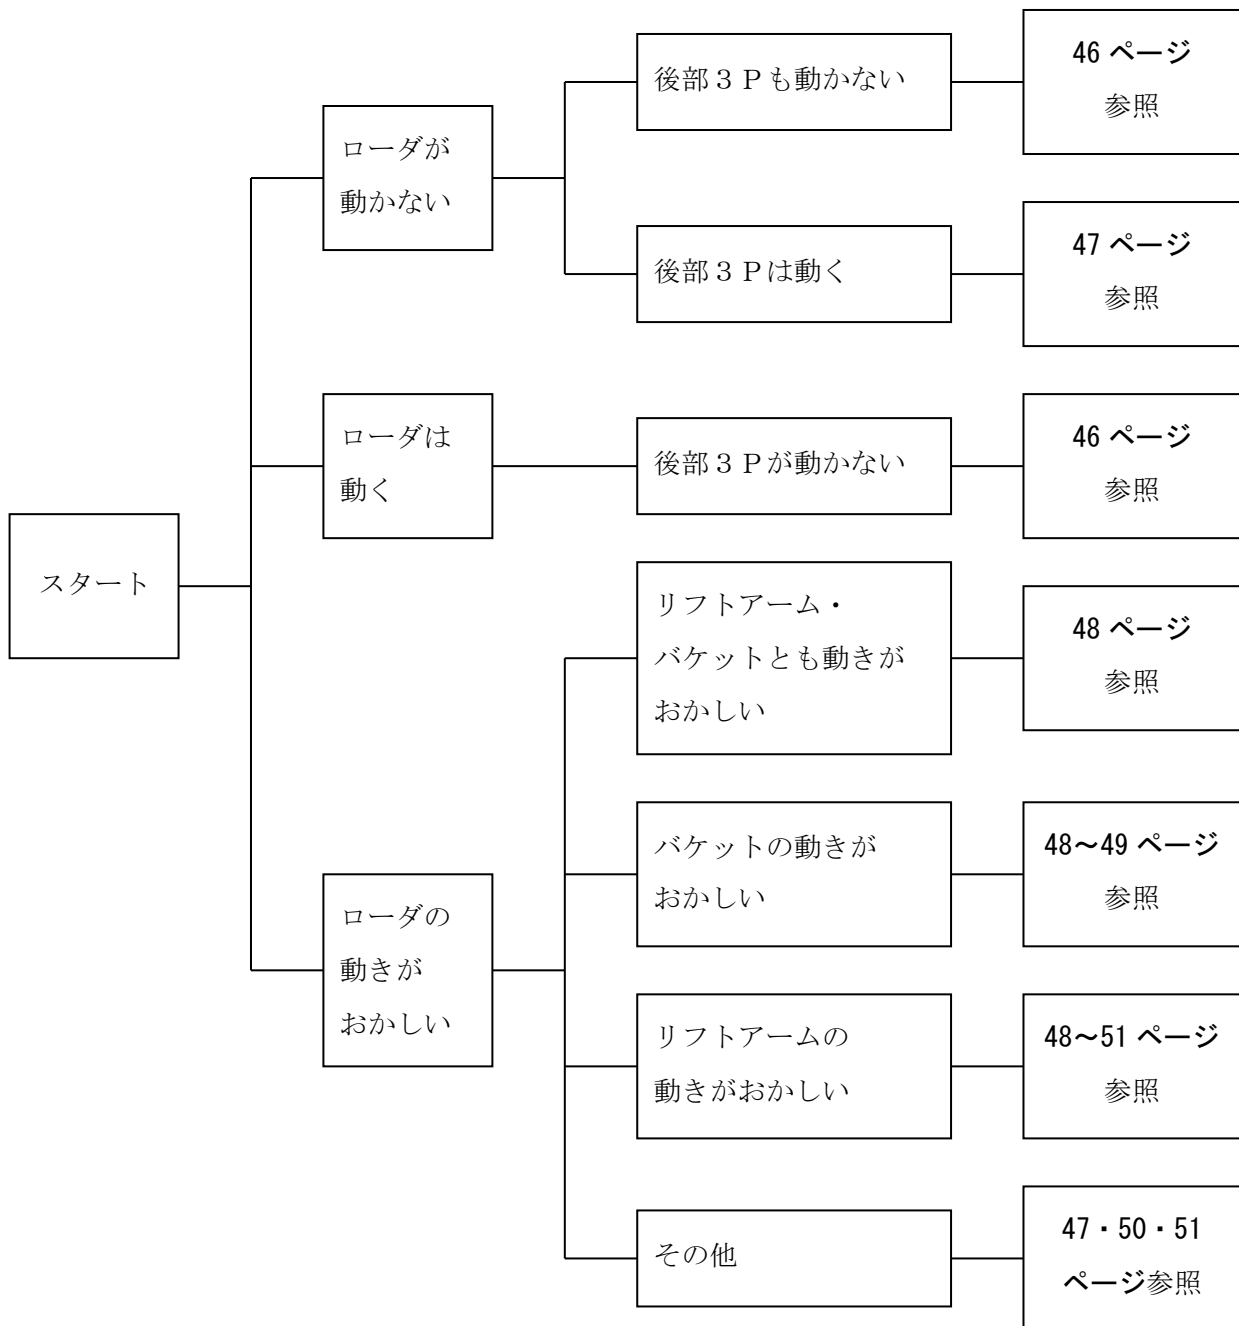 後部３Ｐも動かない
46 ページ
参照
ローダが
動かない
後部３Ｐは動く
47 ページ
参照
ローダは
動く
後部３Ｐが動かない
46 ページ
参照
スタート
リフトアーム・
バケットとも動きが
おかしい
48 ページ
参照
バケットの動きが
おかしい
48～49 ページ
参照
ローダの
動きが
おかしい
リフトアームの
動きがおかしい
48～51 ページ
参照
その他
47・50・51
ページ参照